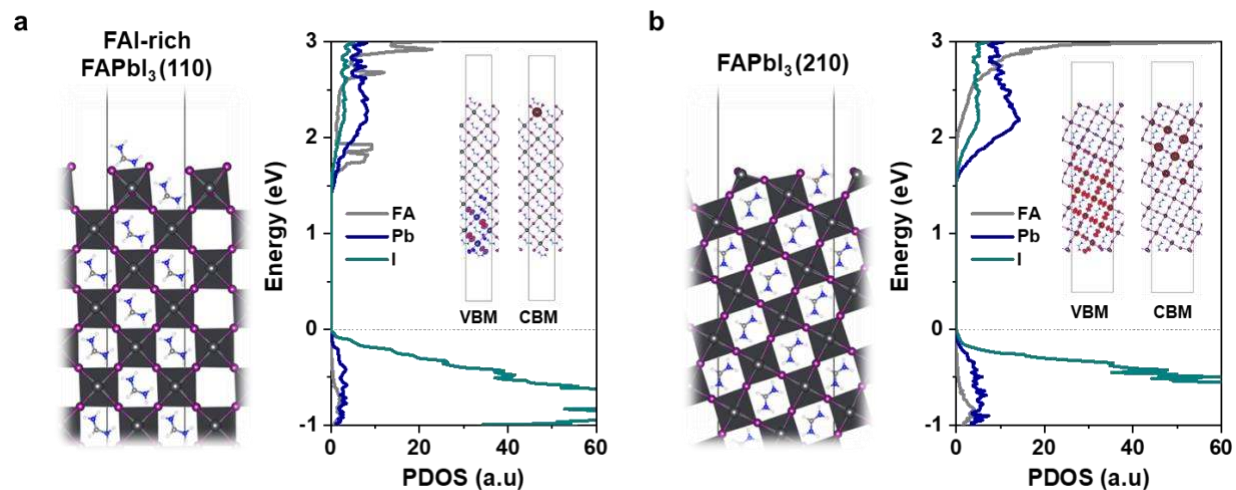 a
FAI-rich
FAPbI₃(110)
3
2
1
0
-1
Energy (eV)
FA
Pb
I
VBM CBM
0 20 40 60
PDOS (a.u)
b
FAPbI₃(210)
3
2
1
0
-1
Energy (eV)
FA
Pb
I
VBM CBM
0 20 40 60
PDOS (a.u)